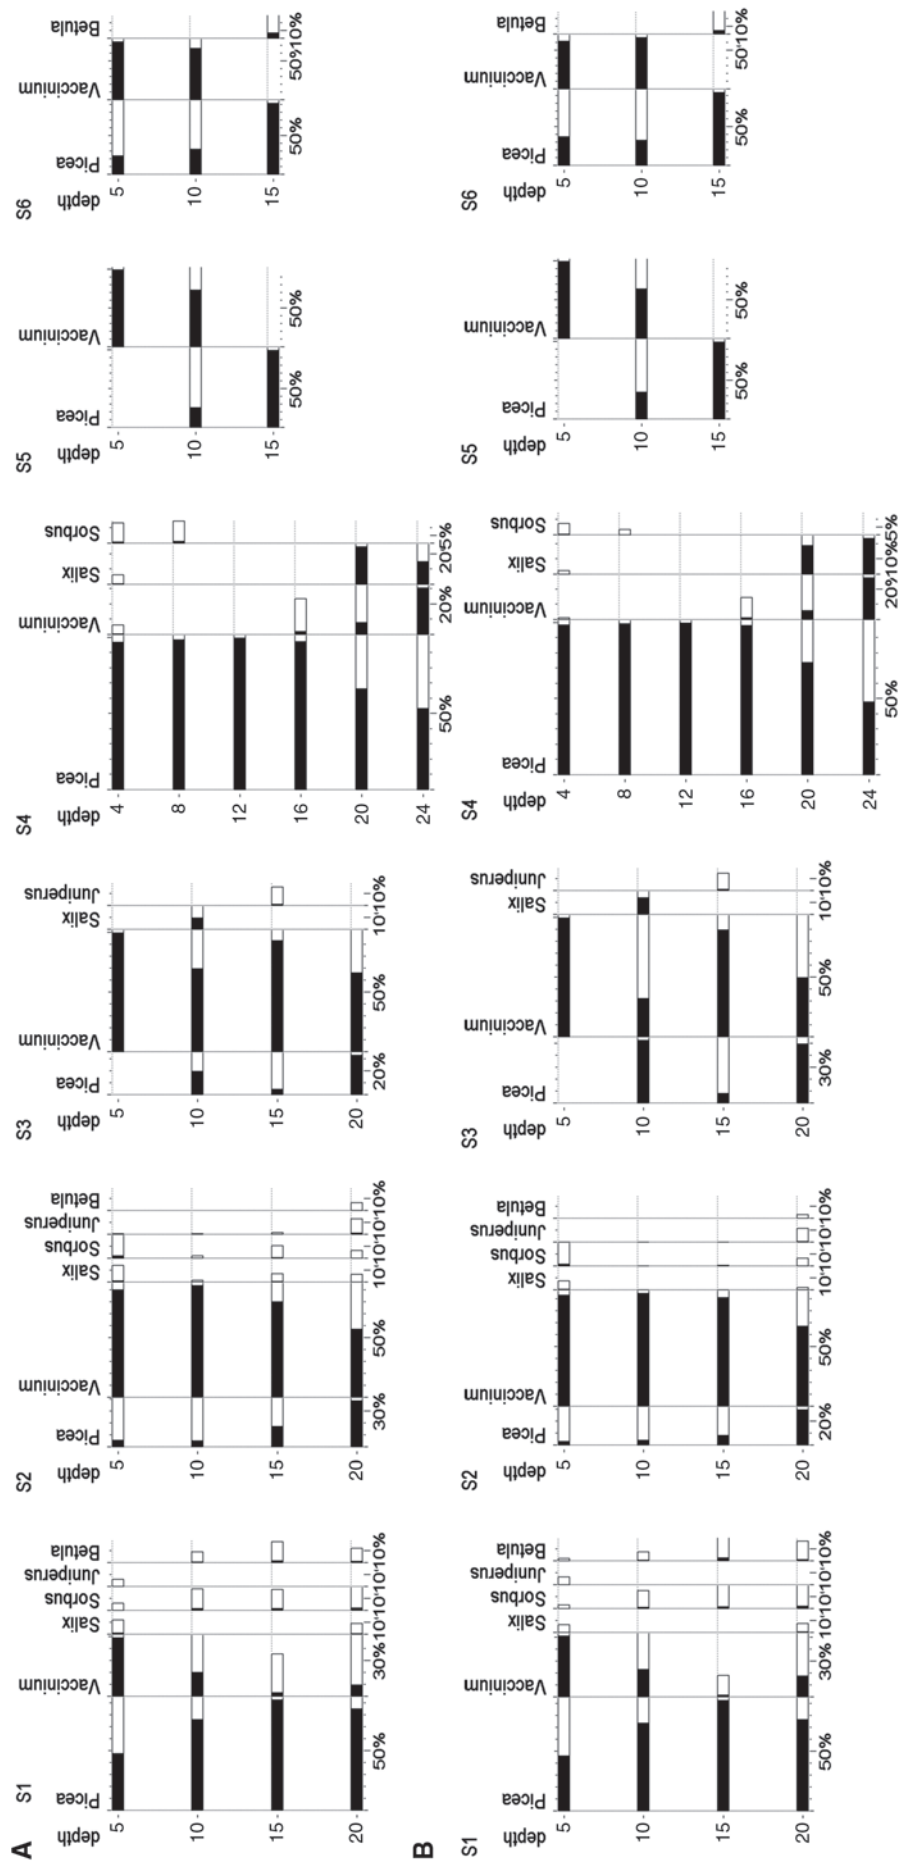 A
S1
depth Picea Vaccinium Salix Sorbus Juniperus Betula
5
10
15
20
50% 30% 10 10 10 10%
S2
depth Picea Vaccinium Salix Sorbus Juniperus Betula
5
10
15
20
30% 50% 10 10 10 10%
S3
depth Picea Vaccinium Salix Juniperus
5
10
15
20
20% 50% 10 10%
S4
depth Picea Vaccinium Salix Sorbus
4
8
12
16
20
24
50% 20% 20 5%
S5
depth Picea Vaccinium
5
10
15
50% 50%
S6
depth Picea Vaccinium Betula
5
10
15
50% 50% 10%
B
S1
depth Picea Vaccinium Salix Sorbus Juniperus Betula
5
10
15
20
50% 30% 10 10 10 10%
S2
depth Picea Vaccinium Salix Sorbus Juniperus Betula
5
10
15
20
20% 50% 10 10 10 10%
S3
depth Picea Vaccinium Salix Juniperus
5
10
15
20
30% 50% 10 10%
S4
depth Picea Vaccinium Salix Sorbus
4
8
12
16
20
24
50% 20% 10% 5%
S5
depth Picea Vaccinium
5
10
15
50% 50%
S6
depth Picea Vaccinium Betula
5
10
15
50% 50 10%